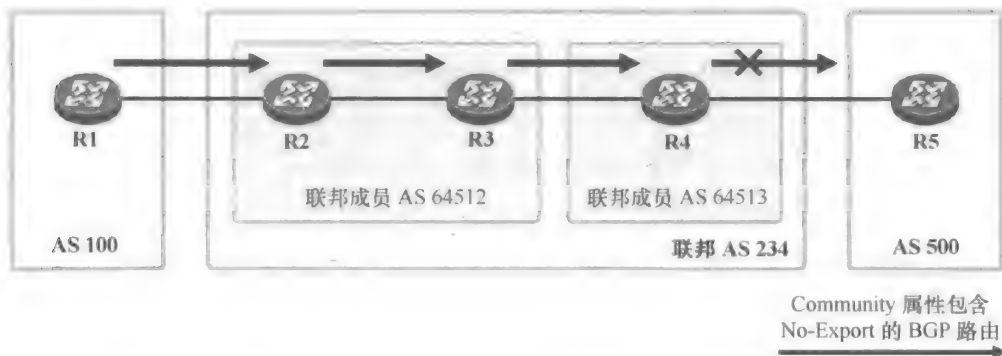 R1
R2
R3
R4
R5
联邦成员 AS 64512
联邦成员 AS 64513
AS 100
联邦 AS 234
AS 500
Community 属性包含
No-Export 的 BGP 路由